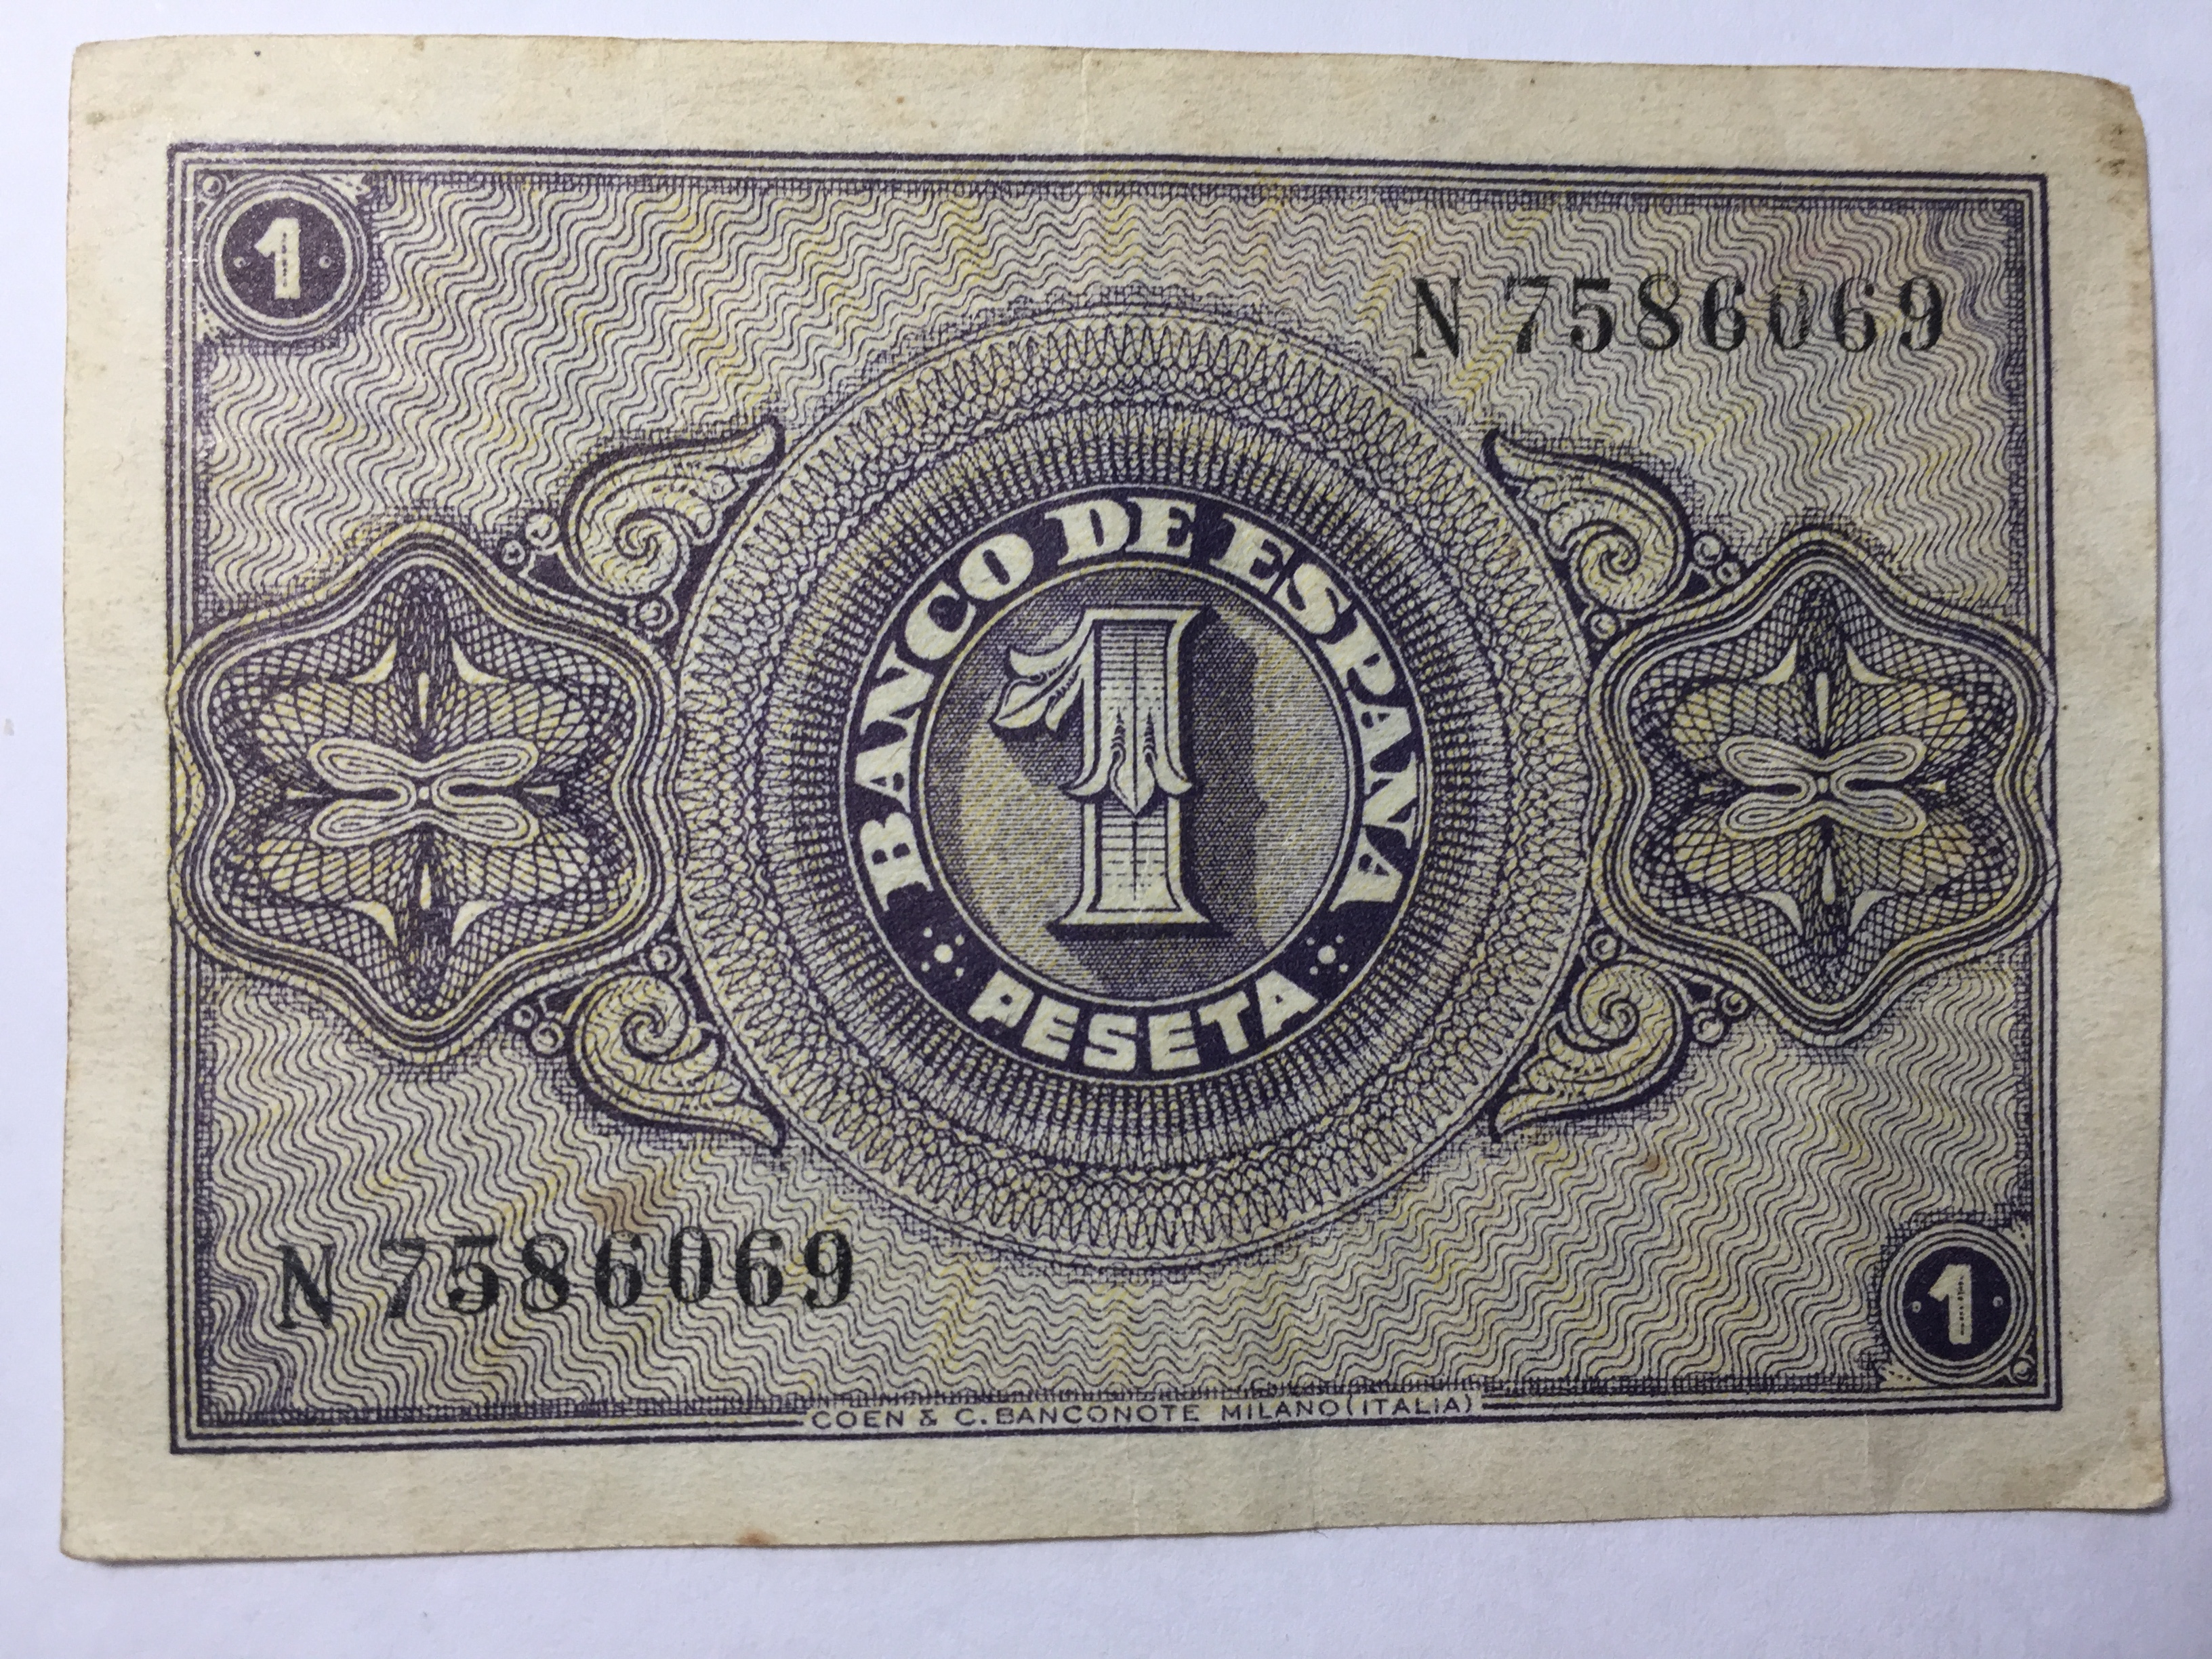 1
N 7586069
BANCO DE ESPAÑA
1
PESETA
N 7586069
1
COEN & C. BANCONOTE MILANO (ITALIA)